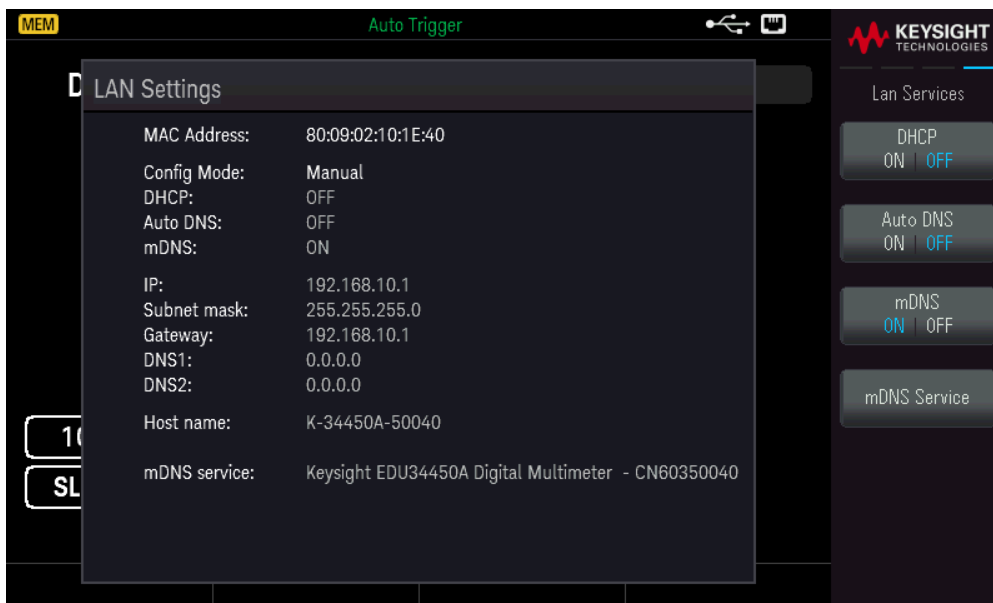 MEM
Auto Trigger
KEYSIGHT
TECHNOLOGIES
D
LAN Settings
MAC Address: 80:09:02:10:1E:40
Config Mode: Manual
DHCP: OFF
Auto DNS: OFF
mDNS: ON
IP: 192.168.10.1
Subnet mask: 255.255.255.0
Gateway: 192.168.10.1
DNS1: 0.0.0.0
DNS2: 0.0.0.0
Host name: K-34450A-50040
mDNS service: Keysight EDU34450A Digital Multimeter - CN60350040
10
SL
Lan Services
DHCP
ON | OFF
Auto DNS
ON | OFF
mDNS
ON | OFF
mDNS Service